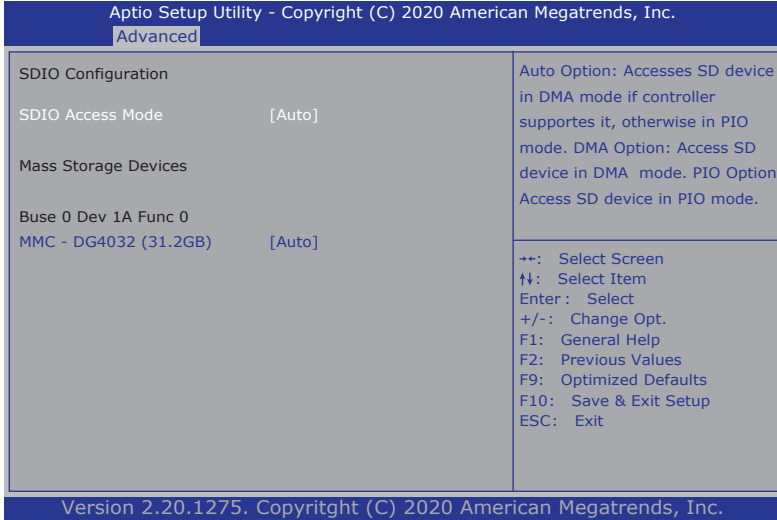 Aptio Setup Utility - Copyright (C) 2020 American Megatrends, Inc.
Advanced
SDIO Configuration
SDIO Access Mode [Auto]
Mass Storage Devices
Buse 0 Dev 1A Func 0
MMC - DG4032 (31.2GB) [Auto]
Auto Option: Accesses SD device
in DMA mode if controller
supportes it, otherwise in PIO
mode. DMA Option: Access SD
device in DMA mode. PIO Option
Access SD device in PIO mode.
→←: Select Screen
↑↓: Select Item
Enter : Select
+/-: Change Opt.
F1: General Help
F2: Previous Values
F9: Optimized Defaults
F10: Save & Exit Setup
ESC: Exit
Version 2.20.1275. Copyritght (C) 2020 American Megatrends, Inc.